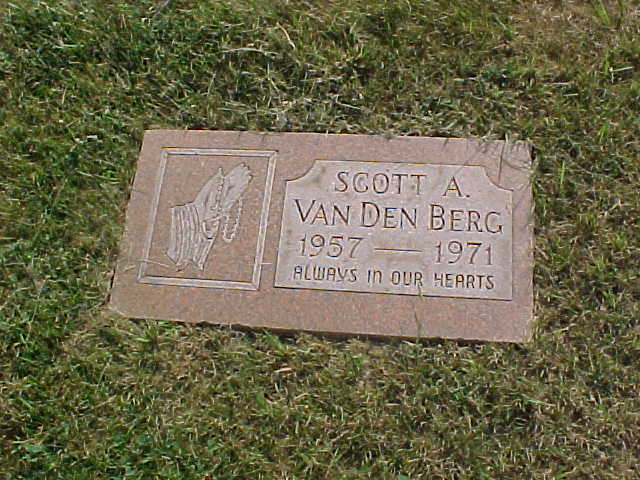 SCOTT A.
VAN DEN BERG
1957 — 1971
ALWAYS IN OUR HEARTS